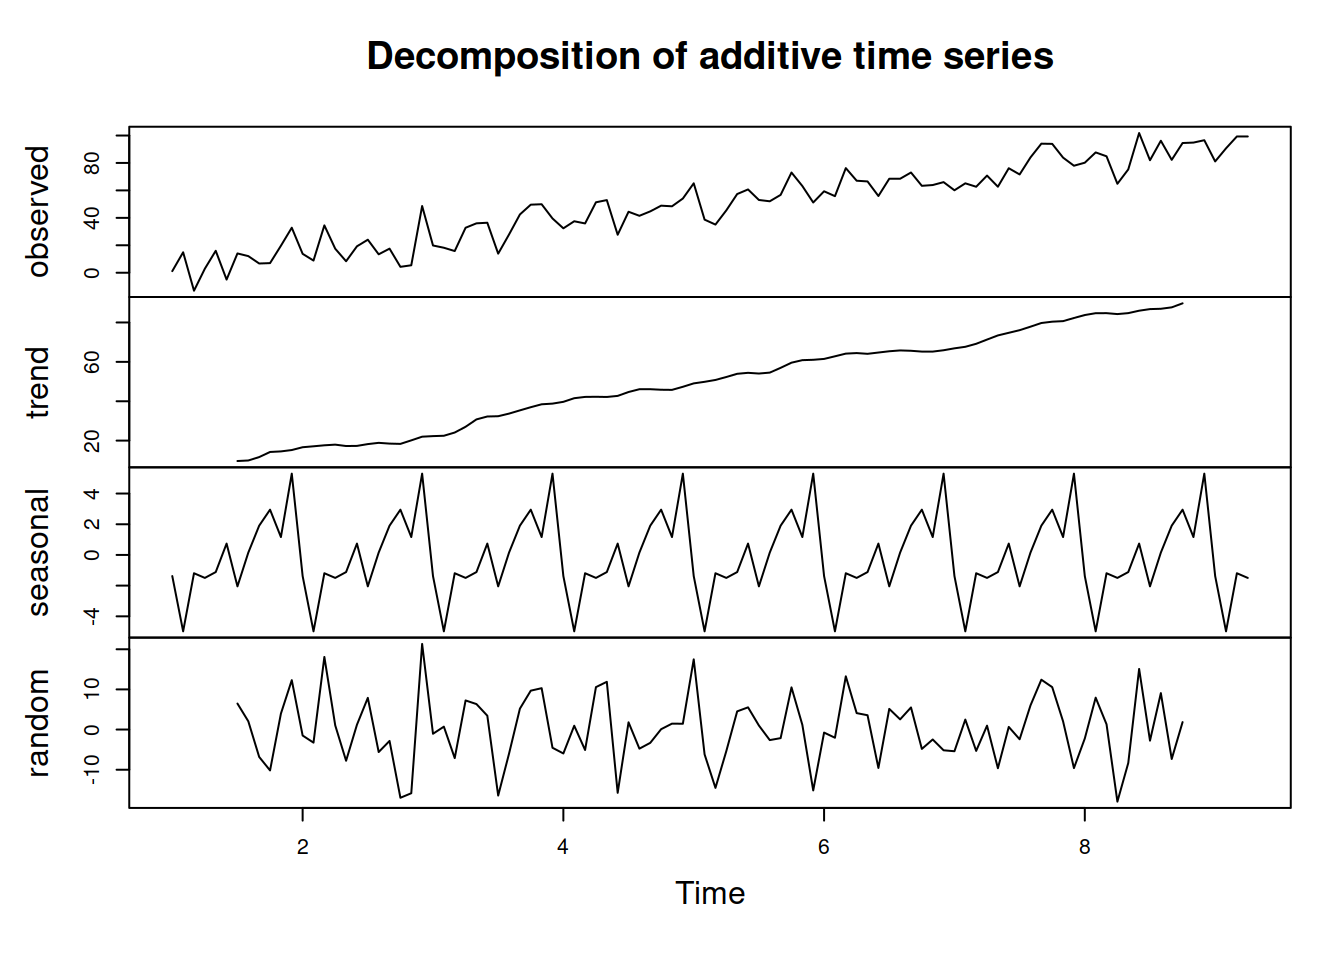 Decomposition of additive time series
observed
0 40 80
trend
20 60
seasonal
-4 0 2 4
random
-10 0 10
2 4 6 8
Time